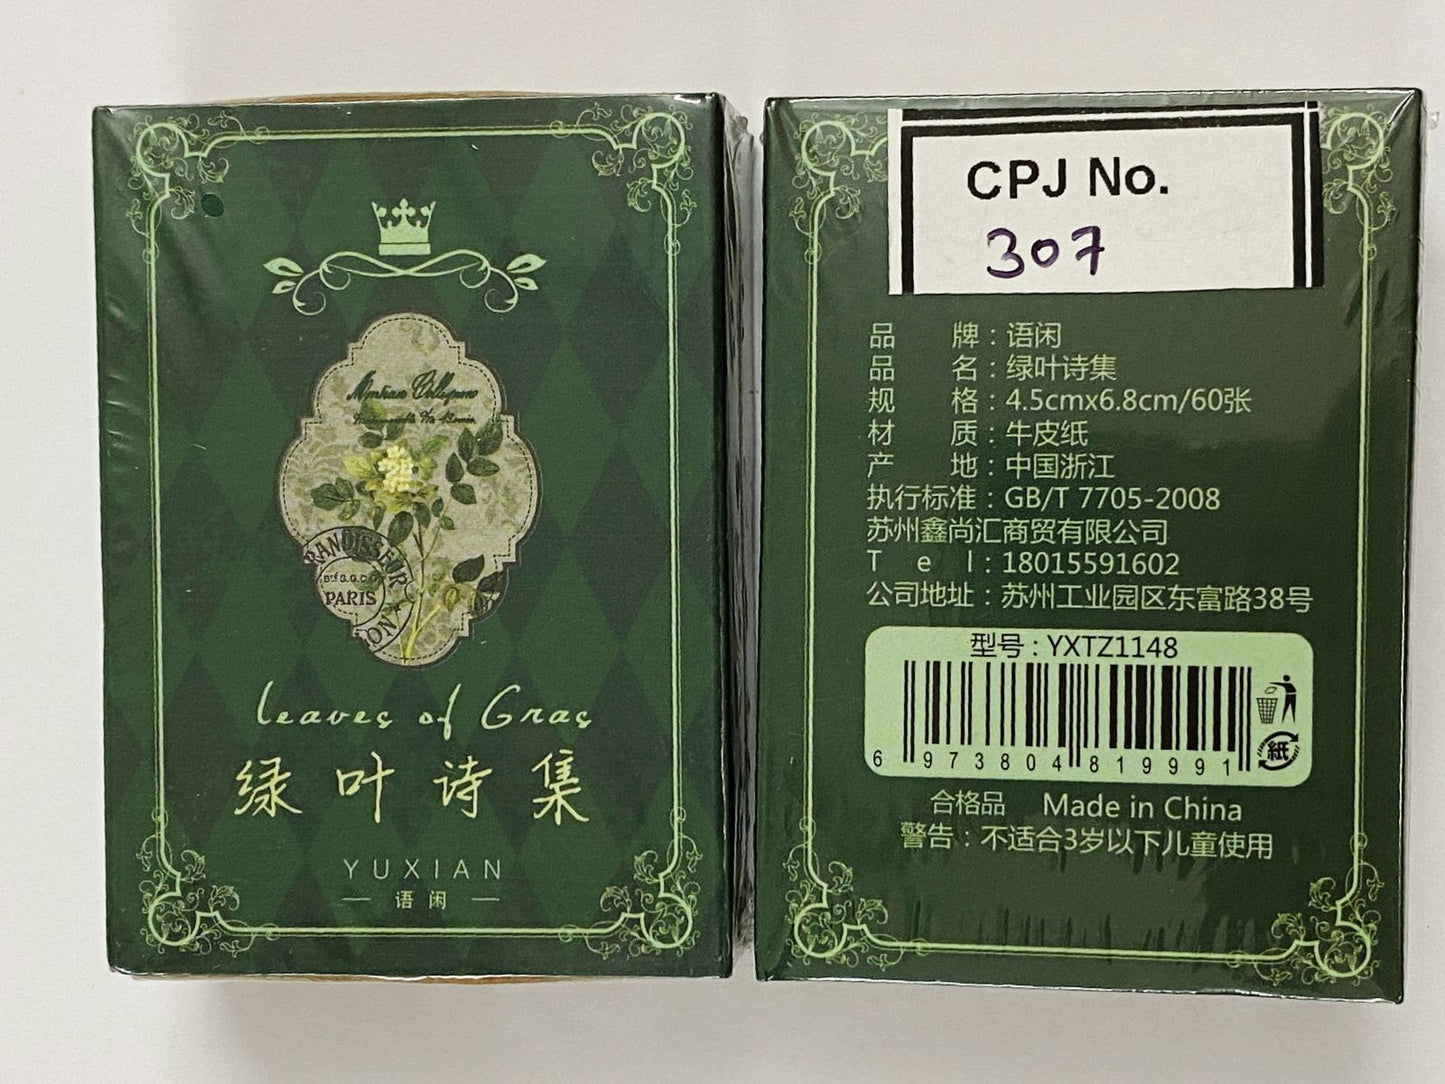 RANDISSEUR
Bté S.G.D.G
PARIS
leaves of Gras
绿叶诗集
YUXIAN
语闲
CPJ No.
307
品牌：语闲
品名：绿叶诗集
规格：4.5cmx6.8cm/60张
材质：牛皮纸
产地：中国浙江
执行标准：GB/T 7705-2008
苏州鑫尚汇商贸有限公司
Tel：18015591602
公司地址：苏州工业园区东富路38号
型号：YXTZ1148
6 973804 819991
紙
合格品 Made in China
警告：不适合3岁以下儿童使用